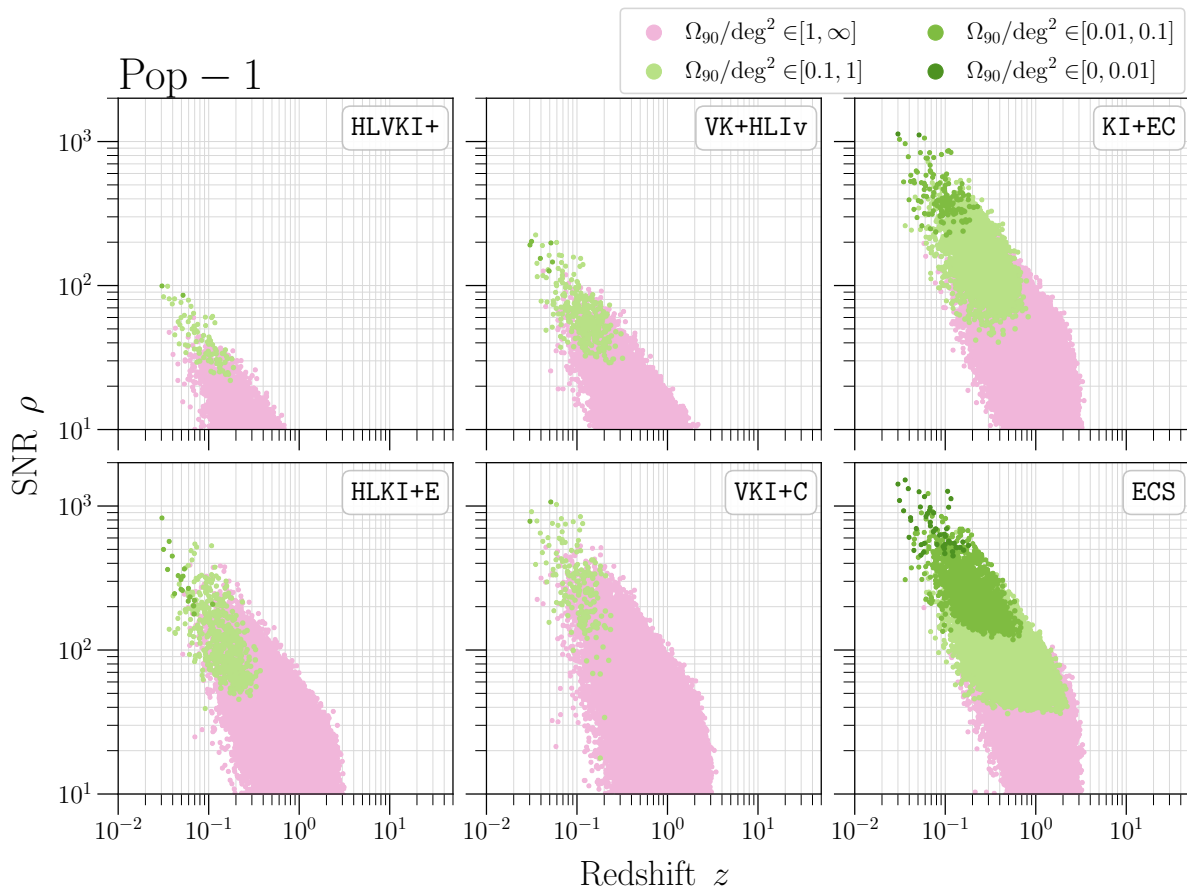 Pop − 1
Ω₉₀/deg² ∈[1, ∞]
Ω₉₀/deg² ∈[0.01, 0.1]
Ω₉₀/deg² ∈[0.1, 1]
Ω₉₀/deg² ∈[0, 0.01]
HLVKI+
VK+HLIv
KI+EC
10³
10²
10¹
HLKI+E
VKI+C
ECS
10³
10²
10¹
SNR ρ
10⁻² 10⁻¹ 10⁰ 10¹
10⁻² 10⁻¹ 10⁰ 10¹
10⁻² 10⁻¹ 10⁰ 10¹
Redshift z